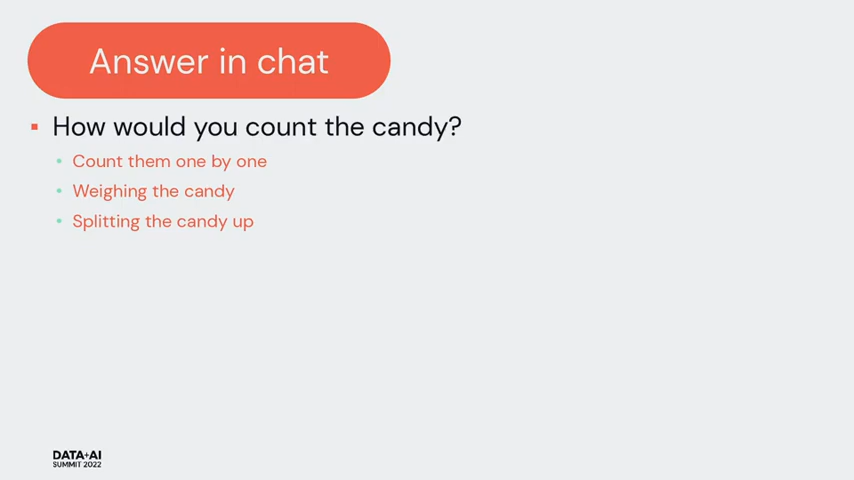 Answer in chat
How would you count the candy?
Count them one by one
Weighing the candy
Splitting the candy up
DATA+AI
SUMMIT 2022